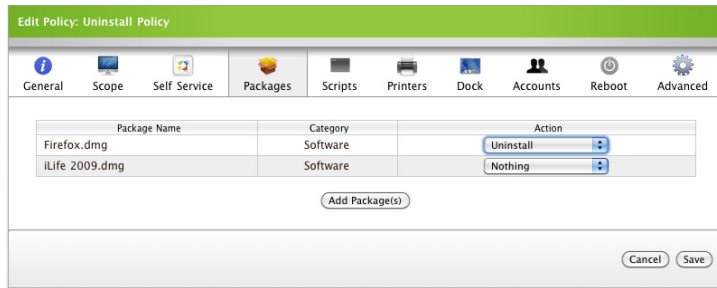 Edit Policy: Uninstall Policy
General Scope Self Service Packages Scripts Printers Dock Accounts Reboot Advanced
Package Name Category Action
Firefox.dmg Software Uninstall
iLife 2009.dmg Software Nothing
Add Package(s)
Cancel Save